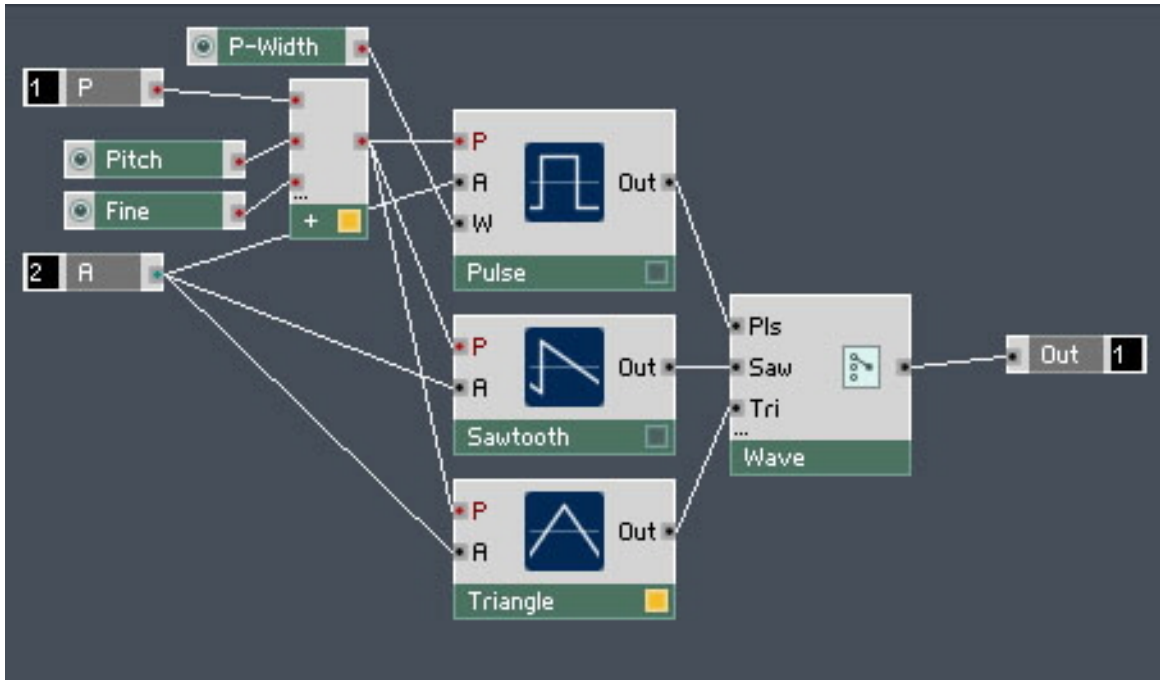 P-Width
1 P
Pitch
Fine
...
+
2 A
P
A
W
Out
Pulse
P
A
Out
Sawtooth
P
A
Out
Triangle
Pls
Saw
Tri
...
Wave
Out 1